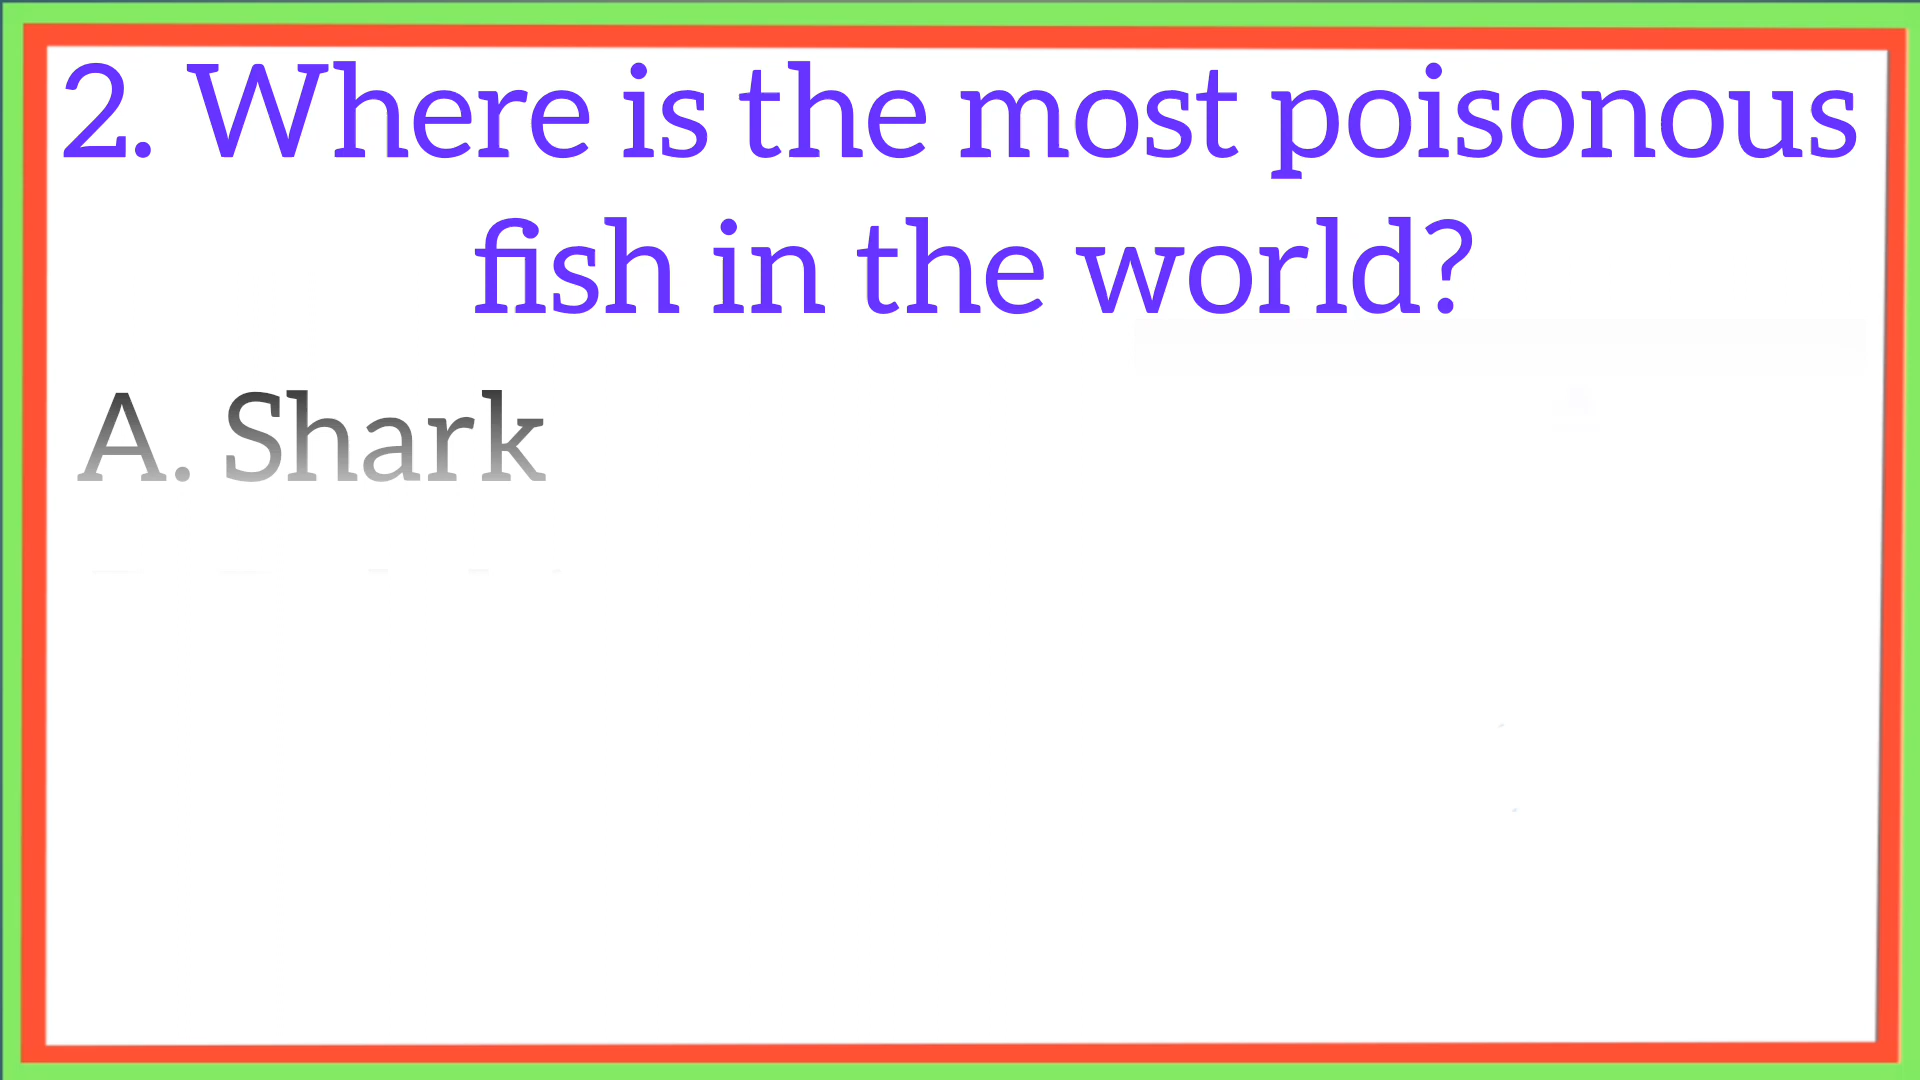 2. Where is the most poisonous
fish in the world?
A. Shark